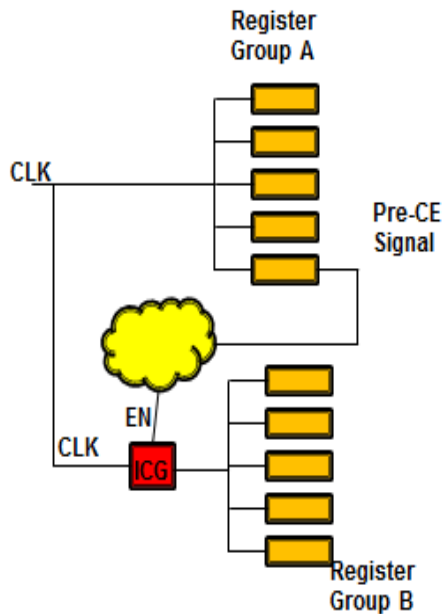 Register
Group A
CLK
Pre-CE
Signal
EN
CLK
ICG
Register
Group B